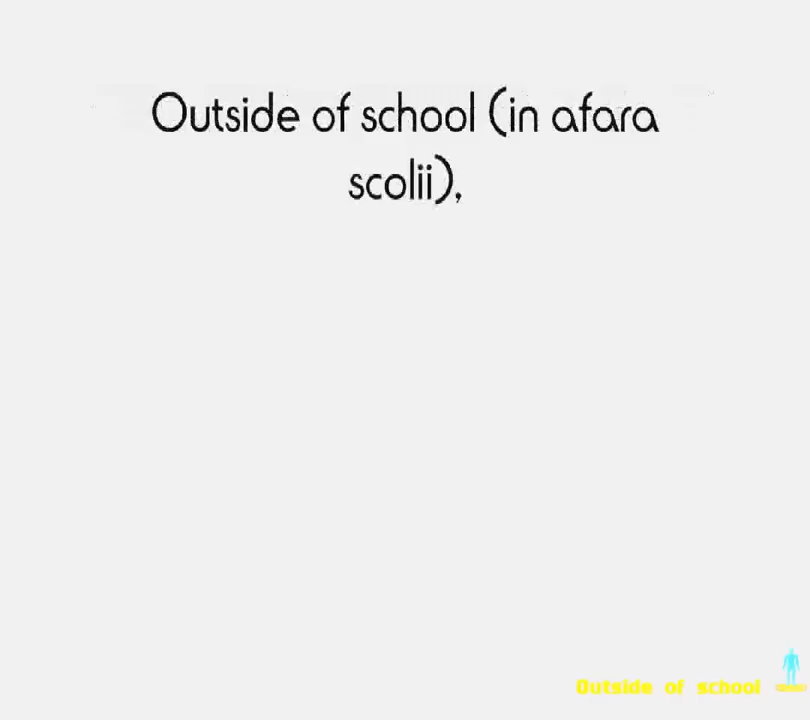 Outside of school (in afara
scolii),
Outside of school